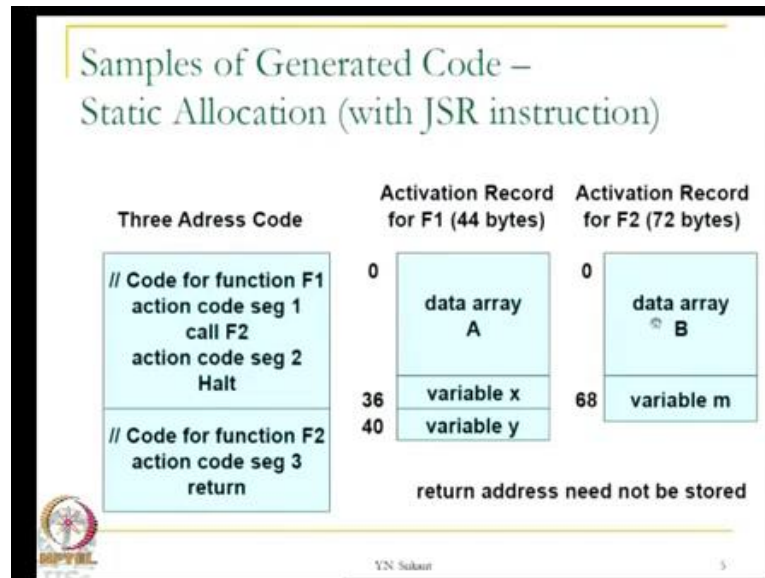 Samples of Generated Code –
Static Allocation (with JSR instruction)
Three Adress Code
// Code for function F1
action code seg 1
call F2
action code seg 2
Halt
// Code for function F2
action code seg 3
return
Activation Record
for F1 (44 bytes)
0
data array
A
36
variable x
40
variable y
Activation Record
for F2 (72 bytes)
0
data array
B
68
variable m
return address need not be stored
NPTEL
Y.N. Srikant
5